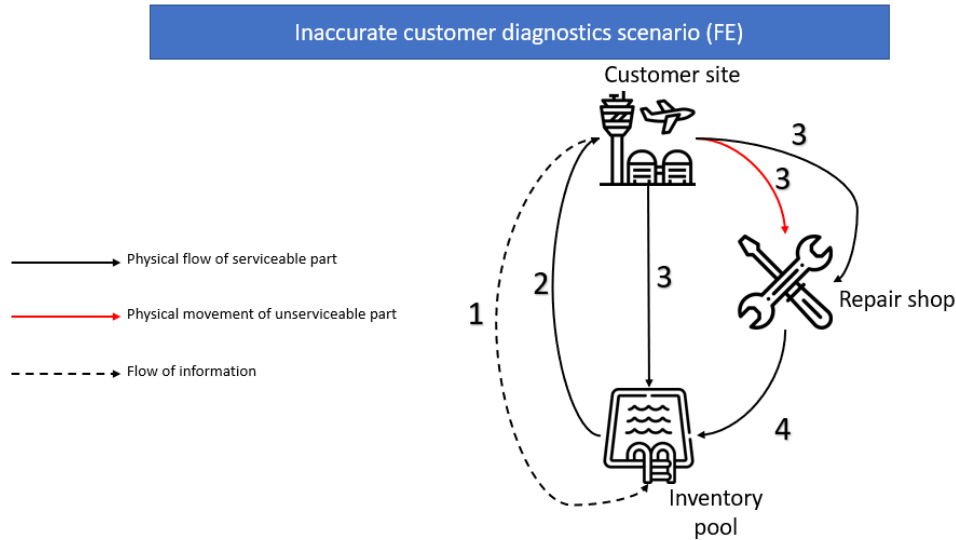 Inaccurate customer diagnostics scenario (FE)
Customer site
3
3
Physical flow of serviceable part
2
3
Repair shop
1
Physical movement of unserviceable part
Flow of information
4
Inventory
pool